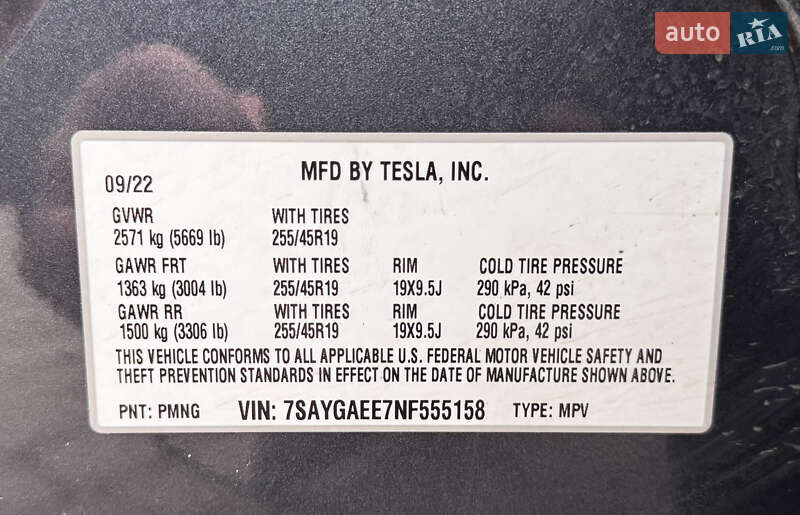 auto RIA .com
MFD BY TESLA, INC.
09/22
GVWR WITH TIRES
2571 kg (5669 lb) 255/45R19
GAWR FRT WITH TIRES RIM COLD TIRE PRESSURE
1363 kg (3004 lb) 255/45R19 19X9.5J 290 kPa, 42 psi
GAWR RR WITH TIRES RIM COLD TIRE PRESSURE
1500 kg (3306 lb) 255/45R19 19X9.5J 290 kPa, 42 psi
THIS VEHICLE CONFORMS TO ALL APPLICABLE U.S. FEDERAL MOTOR VEHICLE SAFETY AND
THEFT PREVENTION STANDARDS IN EFFECT ON THE DATE OF MANUFACTURE SHOWN ABOVE.
PNT: PMNG VIN: 7SAYGAEE7NF555158 TYPE: MPV